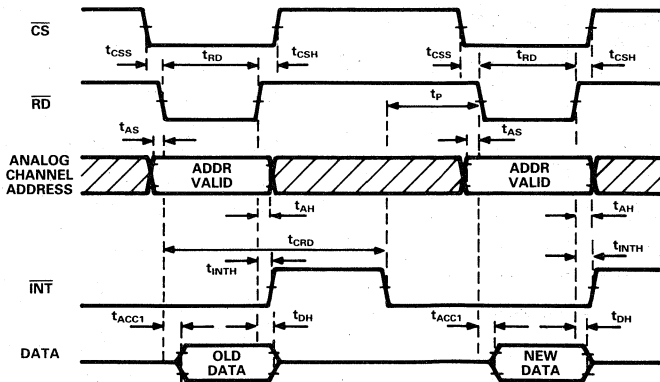 CS
tCSS tRD tCSH tCSS tRD tCSH
RD
tP
tAS tAS
ANALOG
CHANNEL
ADDRESS
ADDR
VALID
ADDR
VALID
tAH tAH
tCRD
tINTH tINTH
INT
tACC1 tDH tACC1 tDH
DATA
OLD
DATA
NEW
DATA